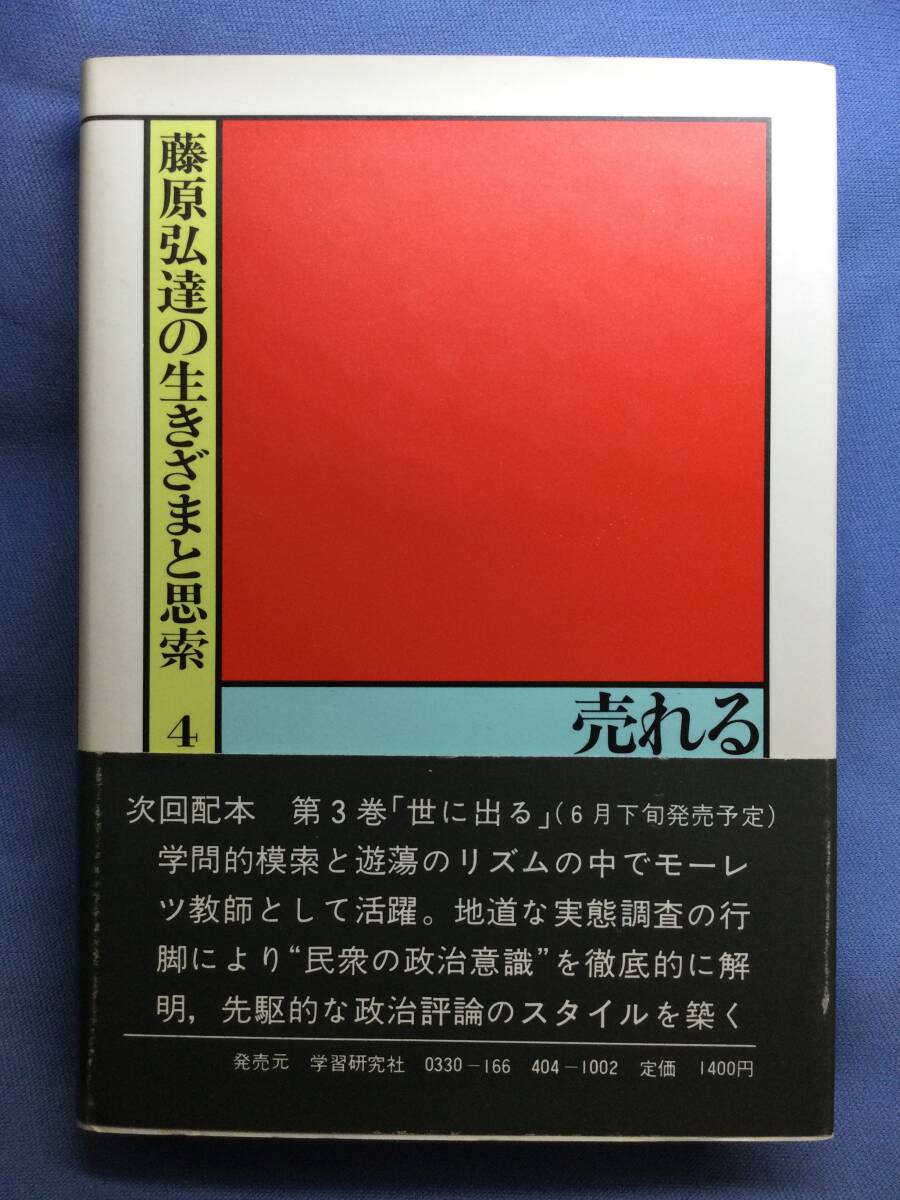 藤原弘達の生きざまと思索 4
売れる
次回配本　第3巻「世に出る」(6月下旬発売予定)
学問的模索と遊蕩のリズムの中でモーレ
ツ教師として活躍。地道な実態調査の行
脚により“民衆の政治意識”を徹底的に解
明，先駆的な政治評論のスタイルを築く
発売元　学習研究社　0330－166　404－1002　定価　1400円